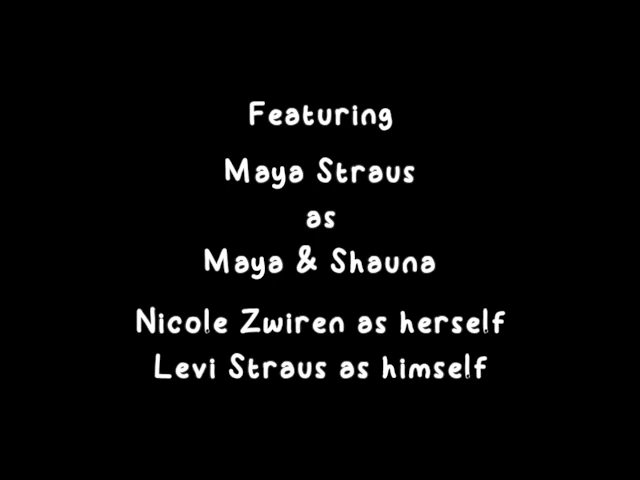 Featuring
Maya Straus
as
Maya & Shauna
Nicole Zwiren as herself
Levi Straus as himself